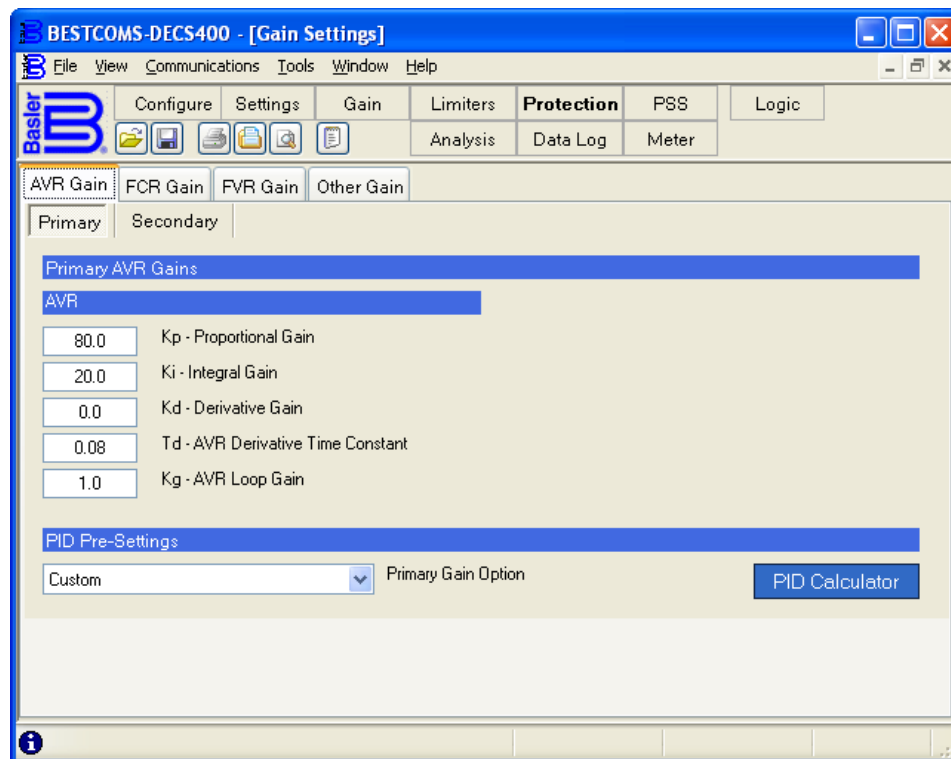 BESTCOMS-DECS400 - [Gain Settings]
File View Communications Tools Window Help
Basler
Configure Settings Gain Limiters Protection PSS Logic
Analysis Data Log Meter
AVR Gain FCR Gain FVR Gain Other Gain
Primary Secondary
Primary AVR Gains
AVR
80.0 Kp - Proportional Gain
20.0 Ki - Integral Gain
0.0 Kd - Derivative Gain
0.08 Td - AVR Derivative Time Constant
1.0 Kg - AVR Loop Gain
PID Pre-Settings
Custom Primary Gain Option PID Calculator